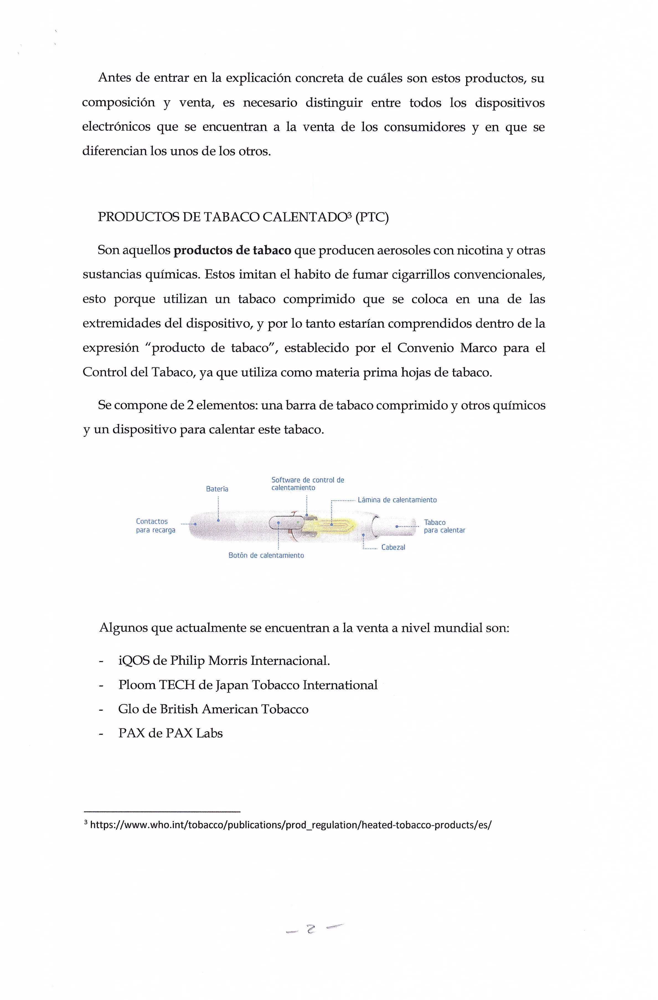 Antes de entrar en la explicación concreta de cuáles son estos productos, su
composición y venta, es necesario distinguir entre todos los dispositivos
electrónicos que se encuentran a la venta de los consumidores y en que se
diferencian los unos de los otros.
PRODUCTOS DE TABACO CALENTADO³ (PTC)
Son aquellos productos de tabaco que producen aerosoles con nicotina y otras
sustancias químicas. Estos imitan el habito de fumar cigarrillos convencionales,
esto porque utilizan un tabaco comprimido que se coloca en una de las
extremidades del dispositivo, y por lo tanto estarían comprendidos dentro de la
expresión "producto de tabaco", establecido por el Convenio Marco para el
Control del Tabaco, ya que utiliza como materia prima hojas de tabaco.
Se compone de 2 elementos: una barra de tabaco comprimido y otros químicos
y un dispositivo para calentar este tabaco.
Software de control de
calentamiento
Batería
Lámina de calentamiento
Contactos
para recarga
Tabaco
para calentar
Cabezal
Botón de calentamiento
Algunos que actualmente se encuentran a la venta a nivel mundial son:
- iQOS de Philip Morris Internacional.
- Ploom TECH de Japan Tobacco International
- Glo de British American Tobacco
- PAX de PAX Labs
³ https://www.who.int/tobacco/publications/prod_regulation/heated-tobacco-products/es/
- 2 -